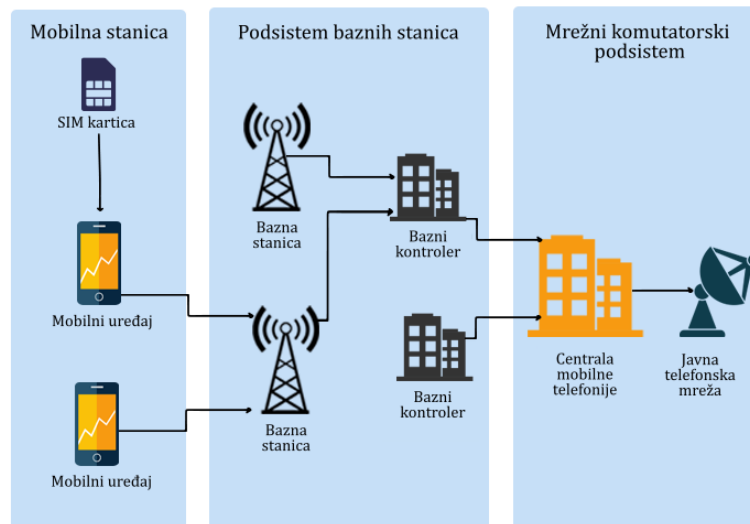 Mobilna stanica
SIM kartica
Mobilni uređaj
Mobilni uređaj
Podsistem baznih stanica
Bazna
stanica
Bazna
stanica
Bazni
kontroler
Bazni
kontroler
Mrežni komutatorski
podsistem
Centrala
mobilne
telefonije
Javna
telefonska
mreža